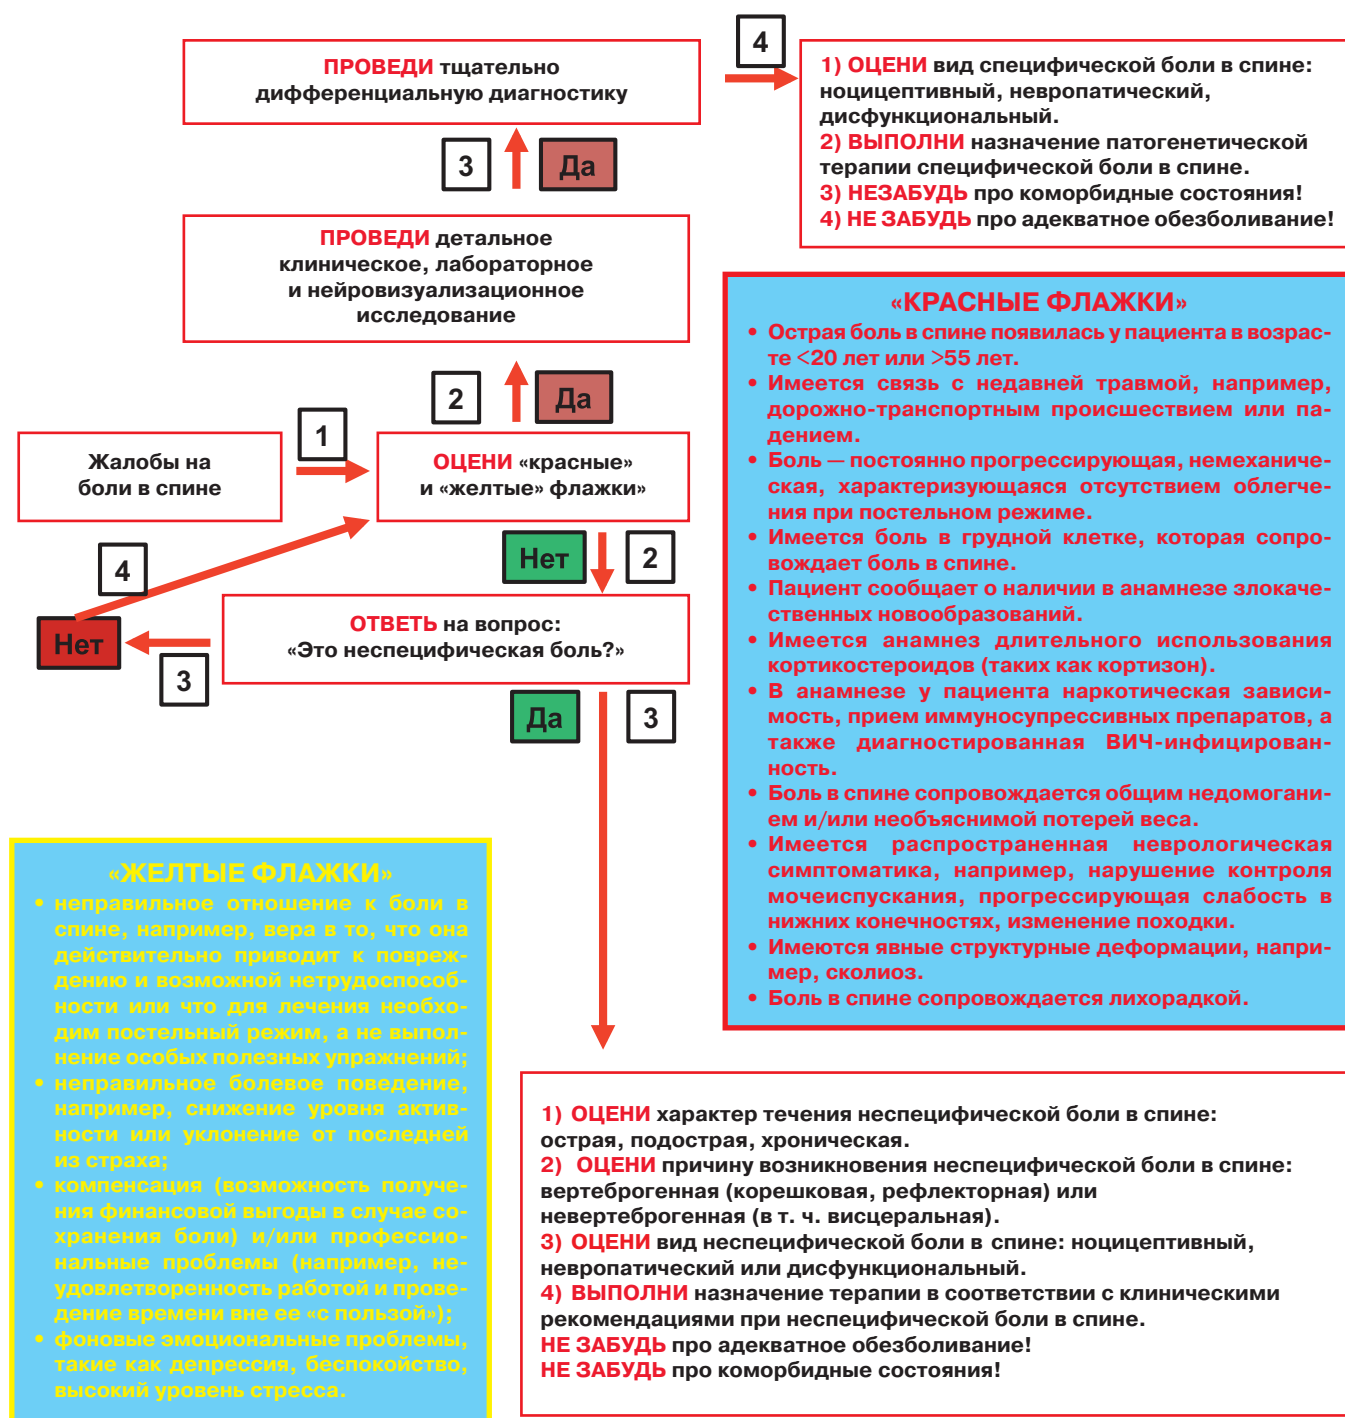 4
ПРОВЕДИ тщательно
дифференциальную диагностику
1) ОЦЕНИ вид специфической боли в спине:
ноцицептивный, невропатический,
дисфункциональный.
2) ВЫПОЛНИ назначение патогенетической
терапии специфической боли в спине.
3) НЕЗАБУДЬ про коморбидные состояния!
4) НЕ ЗАБУДЬ про адекватное обезболивание!
3
Да
ПРОВЕДИ детальное
клиническое, лабораторное
и нейровизуализационное
исследование
2
Да
Жалобы на
боли в спине
1
ОЦЕНИ «красные»
и «желтые» флажки»
Нет
2
4
Нет
3
ОТВЕТЬ на вопрос:
«Это неспецифическая боль?»
Да
3
«КРАСНЫЕ ФЛАЖКИ»
• Острая боль в спине появилась у пациента в возрас-
те <20 лет или >55 лет.
• Имеется связь с недавней травмой, например,
дорожно-транспортным происшествием или па-
дением.
• Боль — постоянно прогрессирующая, немеханиче-
ская, характеризующаяся отсутствием облегче-
ния при постельном режиме.
• Имеется боль в грудной клетке, которая сопро-
вождает боль в спине.
• Пациент сообщает о наличии в анамнезе злокаче-
ственных новообразований.
• Имеется анамнез длительного использования
кортикостероидов (таких как кортизон).
• В анамнезе у пациента наркотическая зависи-
мость, прием иммуносупрессивных препаратов, а
также диагностированная ВИЧ-инфицирован-
ность.
• Боль в спине сопровождается общим недомогани-
ем и/или необъяснимой потерей веса.
• Имеется распространенная неврологическая
симптоматика, например, нарушение контроля
мочеиспускания, прогрессирующая слабость в
нижних конечностях, изменение походки.
• Имеются явные структурные деформации, напри-
мер, сколиоз.
• Боль в спине сопровождается лихорадкой.
«ЖЕЛТЫЕ ФЛАЖКИ»
• неправильное отношение к боли в
спине, например, вера в то, что она
действительно приводит к повреж-
дению и возможной нетрудоспособ-
ности или что для лечения необхо-
дим постельный режим, а не выпол-
нение особых полезных упражнений;
• неправильное болевое поведение,
например, снижение уровня актив-
ности или уклонение от последней
из страха;
• компенсация (возможность получе-
ния финансовой выгоды в случае со-
хранения боли) и/или профессио-
нальные проблемы (например, не-
удовлетворенность работой и прове-
дение времени вне ее «с пользой»);
• фоновые эмоциональные проблемы,
такие как депрессия, беспокойство,
высокий уровень стресса.
1) ОЦЕНИ характер течения неспецифической боли в спине:
острая, подострая, хроническая.
2) ОЦЕНИ причину возникновения неспецифической боли в спине:
вертеброгенная (корешковая, рефлекторная) или
невертеброгенная (в т. ч. висцеральная).
3) ОЦЕНИ вид неспецифической боли в спине: ноцицептивный,
невропатический или дисфункциональный.
4) ВЫПОЛНИ назначение терапии в соответствии с клиническими
рекомендациями при неспецифической боли в спине.
НЕ ЗАБУДЬ про адекватное обезболивание!
НЕ ЗАБУДЬ про коморбидные состояния!